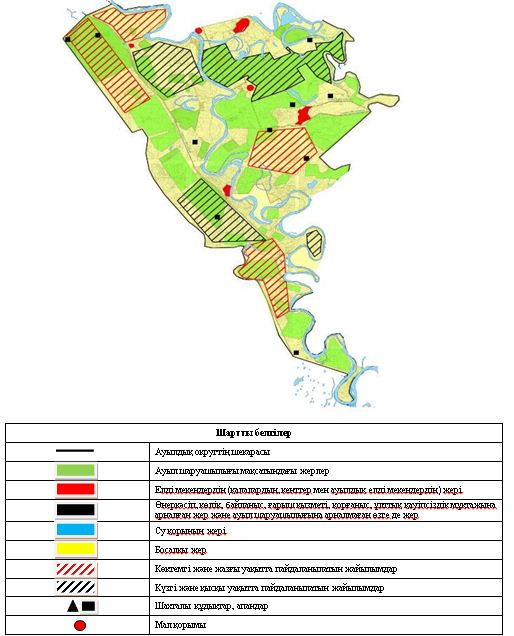 Шартты белгілер
Ауылдық округтің шекарасы
Ауыл шаруашылығы мақсатындағы жерлер
Елді мекендердің (қалалардың, кенттер мен ауылдық елді мекендердің) жері
Өнеркәсіп, көлік, байланыс, ғарыш қызметі, қорғаныс, ұлттық қауіпсіздік мұқтажына
арналған жер және ауыл шаруашылығына арналмаған өзге де жер
Су қорының жері
Босалқы жер
Көктемгі және жазғы уақытта пайдаланылатын жайылымдар
Күзгі және қысқы уақытта пайдаланылатын жайылымдар
Шахталы құдықтар, апандар
Мал қорымы